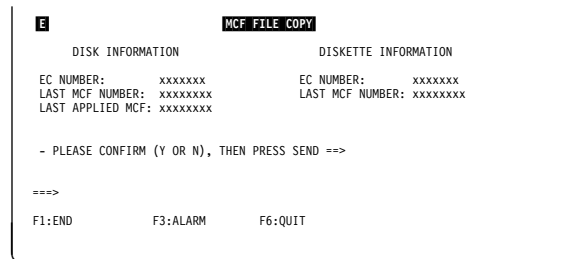 E MCF FILE COPY
DISK INFORMATION DISKETTE INFORMATION
EC NUMBER: xxxxxxx EC NUMBER: xxxxxxx
LAST MCF NUMBER: xxxxxxxx LAST MCF NUMBER: xxxxxxxx
LAST APPLIED MCF: xxxxxxxx
- PLEASE CONFIRM (Y OR N), THEN PRESS SEND ==>
===>
F1:END F3:ALARM F6:QUIT